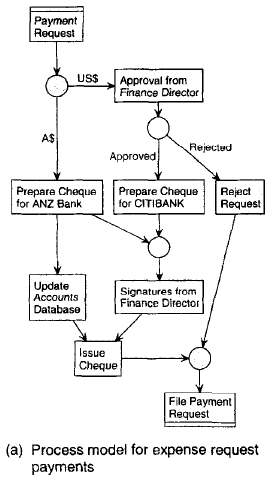 Payment
Request
US$
Approval from
Finance Director
A$
Approved
Rejected
Prepare Cheque
for ANZ Bank
Prepare Cheque
for CITIBANK
Reject
Request
Update
Accounts
Database
Signatures from
Finance Director
Issue
Cheque
File Payment
Request
(a) Process model for expense request
payments